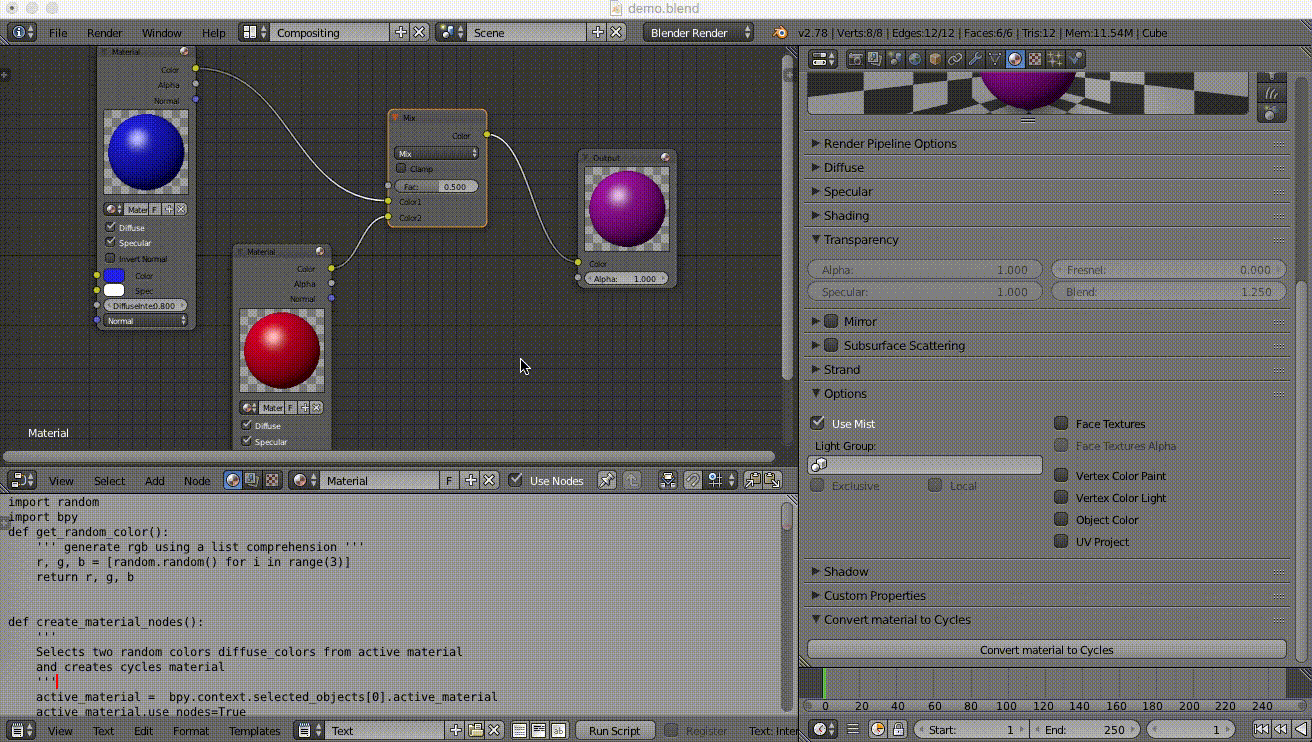 demo.blend
File Render Window Help Compositing Scene Blender Render v2.78 | Verts:8/8 | Edges:12/12 | Faces:6/6 | Tris:12 | Mem:11.54M | Cube
Material
Color
Alpha
Normal
Mater F
Diffuse
Specular
Invert Normal
Color
Spec
DiffuseInte:0.800
Normal
Material
Color
Alpha
Normal
Mater F
Diffuse
Specular
Mix
Color
Mix
Clamp
Fac: 0.500
Color1
Color2
Output
Color
Alpha: 1.000
Material
View Select Add Node Material F Use Nodes
import random
import bpy
def get_random_color():
''' generate rgb using a list comprehension '''
r, g, b = [random.random() for i in range(3)]
return r, g, b
def create_material_nodes():
'''
Selects two random colors diffuse_colors from active material
and creates cycles material
'''
active_material =  bpy.context.selected_objects[0].active_material
active_material.use_nodes=True
View Text Edit Format Templates Text F Run Script Register Text: Inter
Render Pipeline Options
Diffuse
Specular
Shading
Transparency
Alpha: 1.000 Fresnel: 0.000
Specular: 1.000 Blend: 1.250
Mirror
Subsurface Scattering
Strand
Options
Use Mist Face Textures
Light Group: Face Textures Alpha
Exclusive Local Vertex Color Paint
Vertex Color Light
Object Color
UV Project
Shadow
Custom Properties
Convert material to Cycles
Convert material to Cycles
0 20 40 60 80 100 120 140 160 180 200 220 240
Start: 1 End: 250 1